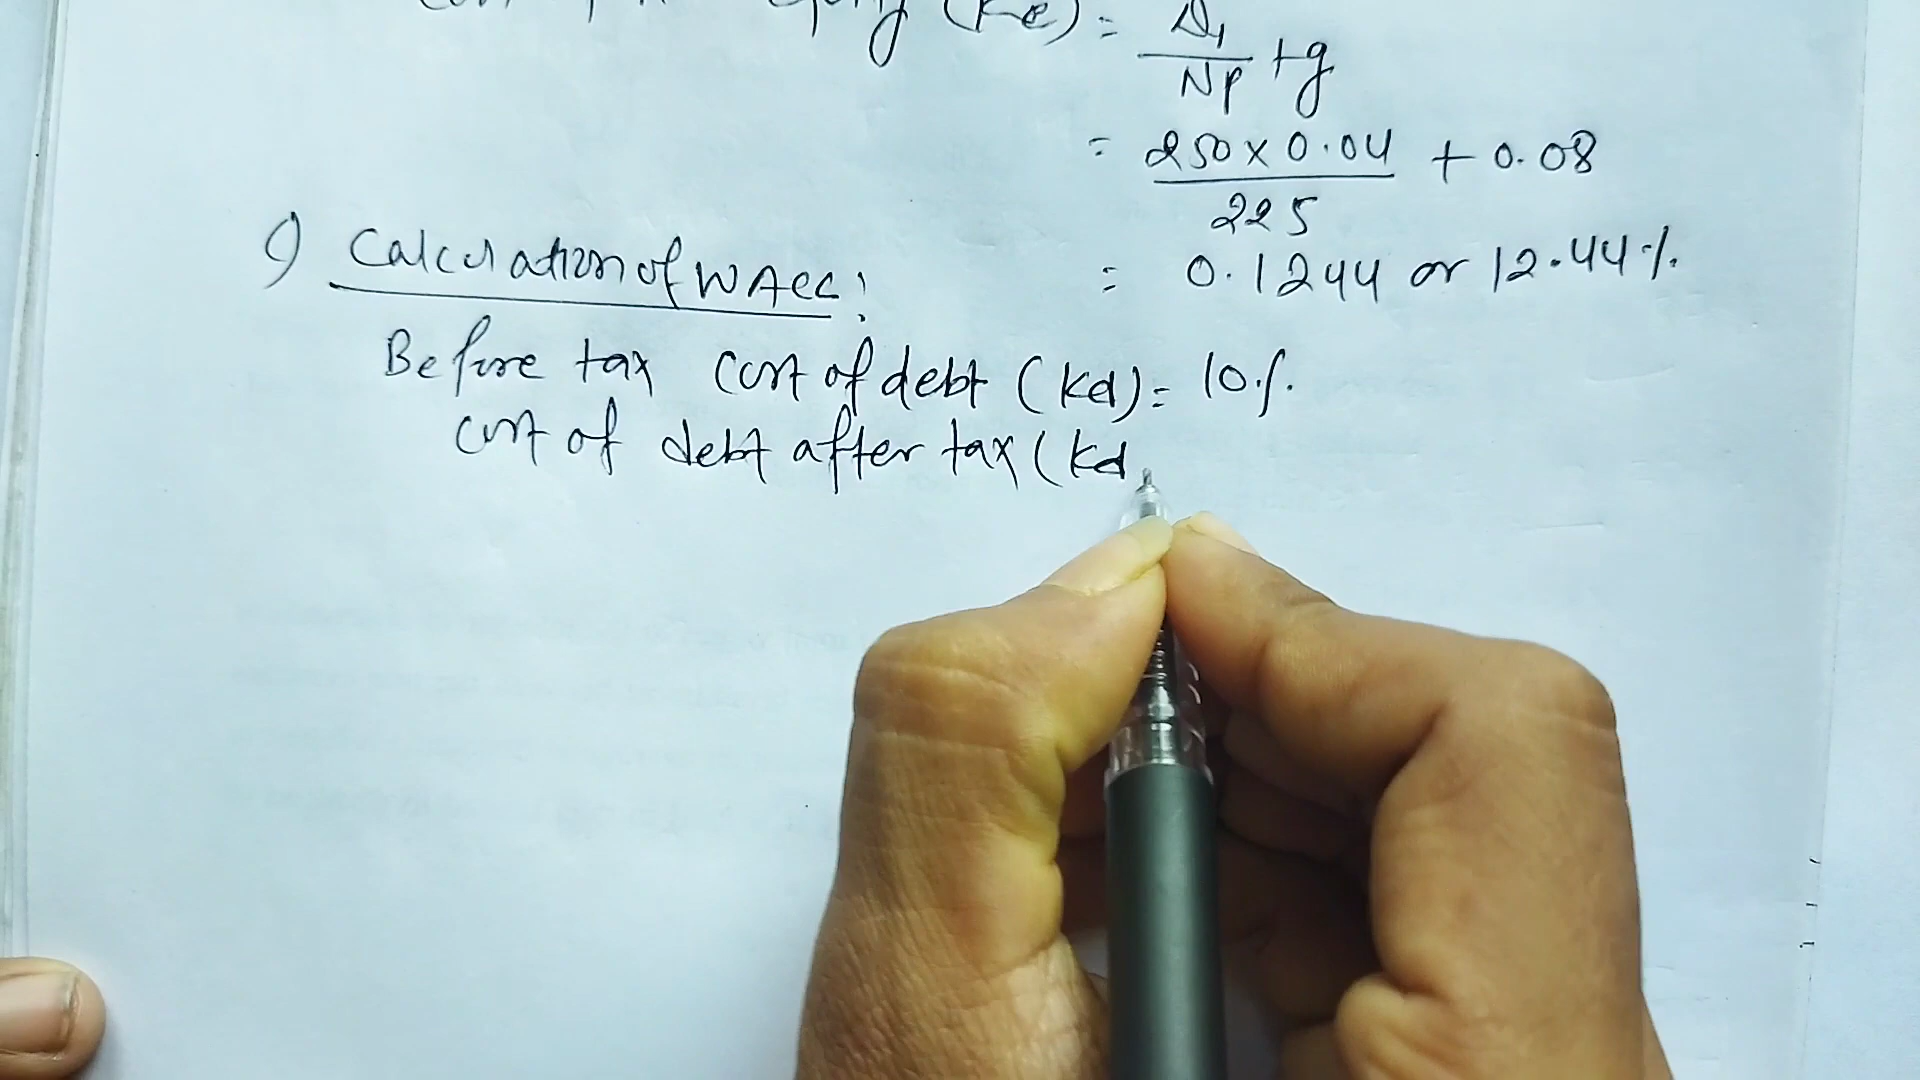 (Ke) = D1
NP + g
= 250 x 0.04 + 0.08
225
= 0.1244 or 12.44%
Calculation of WACC:
Before tax cost of debt (Kd) = 10%
cost of debt after tax (Kd